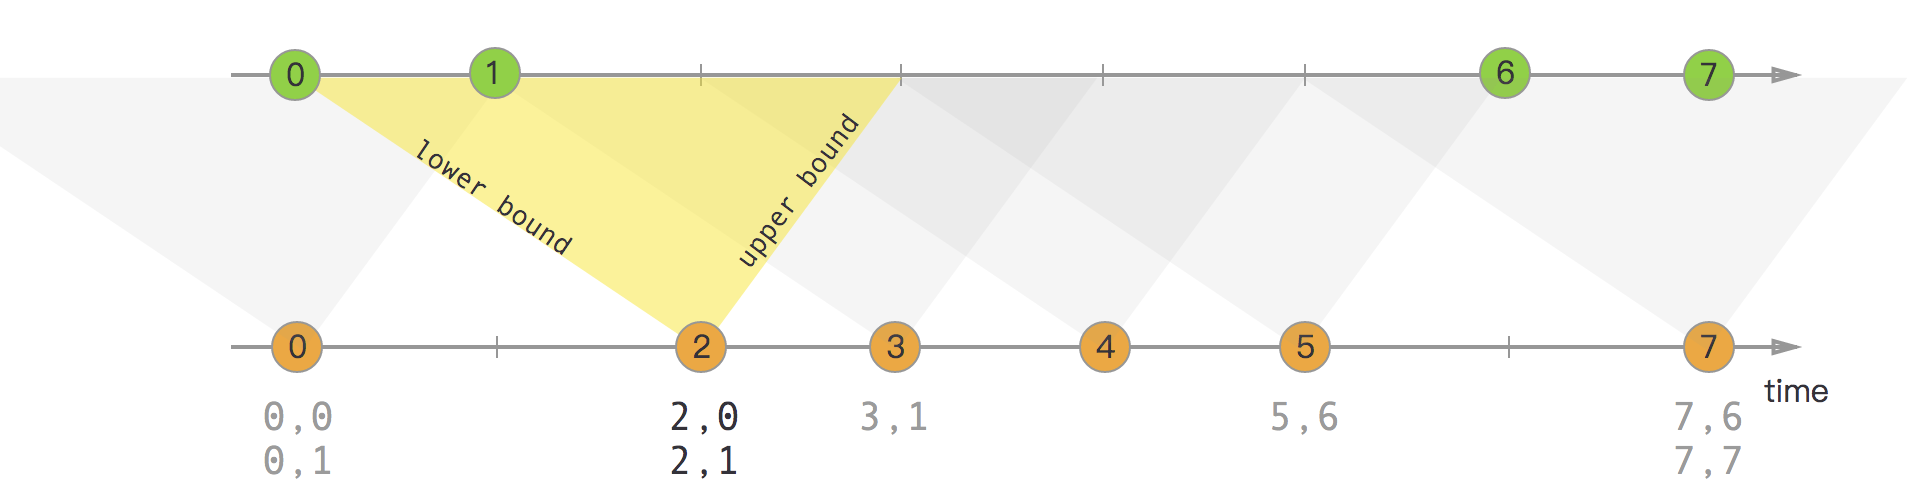 0 1 6 7
lower bound
upper bound
0 2 3 4 5 7
time
0,0 2,0 3,1 5,6 7,6
0,1 2,1 7,7